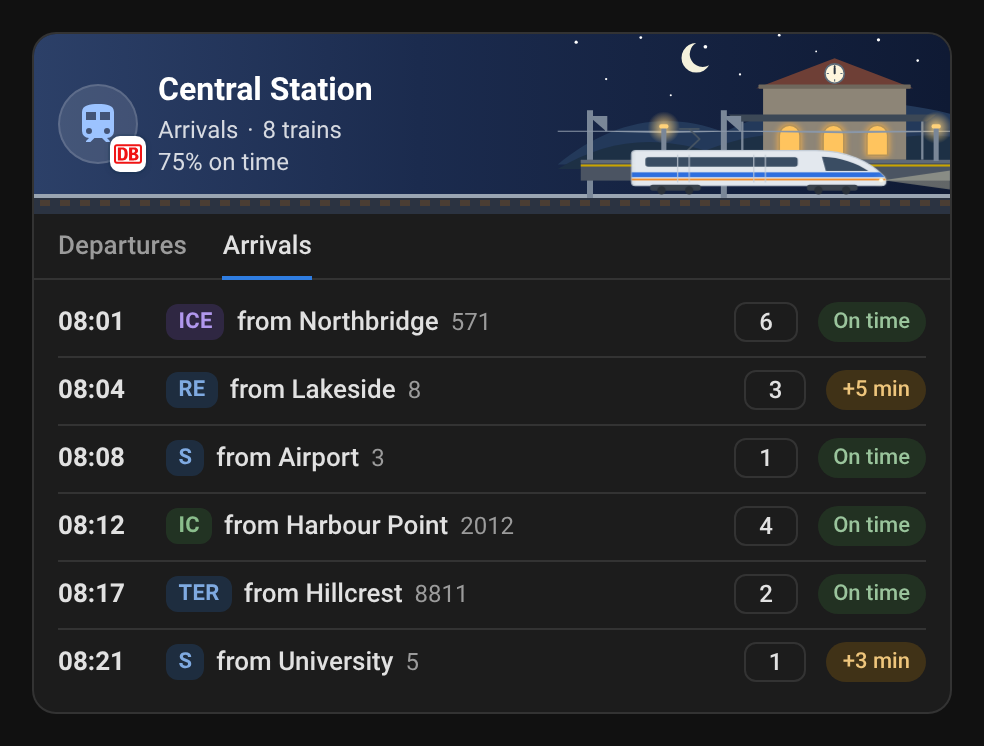 Central Station
Arrivals · 8 trains
DB
75% on time
Departures Arrivals
08:01 ICE from Northbridge 571 6 On time
08:04 RE from Lakeside 8 3 +5 min
08:08 S from Airport 3 1 On time
08:12 IC from Harbour Point 2012 4 On time
08:17 TER from Hillcrest 8811 2 On time
08:21 S from University 5 1 +3 min